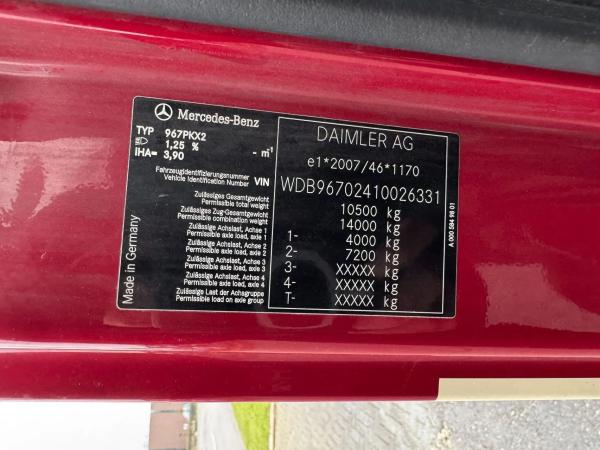 Mercedes-Benz
TYP 967PKX2
1,25 %
iHA= 3,90 - m⁻¹
Fahrzeugidentifizierungsnummer
Vehicle Identification Number VIN
DAIMLER AG
e1*2007/46*1170
WDB96702410026331
Zulässiges Gesamtgewicht
Permissible total weight 10500 kg
Zulässiges Zug-Gesamtgewicht
Permissible combination weight 14000 kg
Zulässige Achslast, Achse 1
Permissible axle load, axle 1 1- 4000 kg
Zulässige Achslast, Achse 2
Permissible axle load, axle 2 2- 7200 kg
Zulässige Achslast, Achse 3
Permissible axle load, axle 3 3- XXXXX kg
Zulässige Achslast, Achse 4
Permissible axle load, axle 4 4- XXXXX kg
Zulässige Last der Achsgruppe
Permissible load on axle group T- XXXXX kg
Made in Germany
A 000 584 98 01